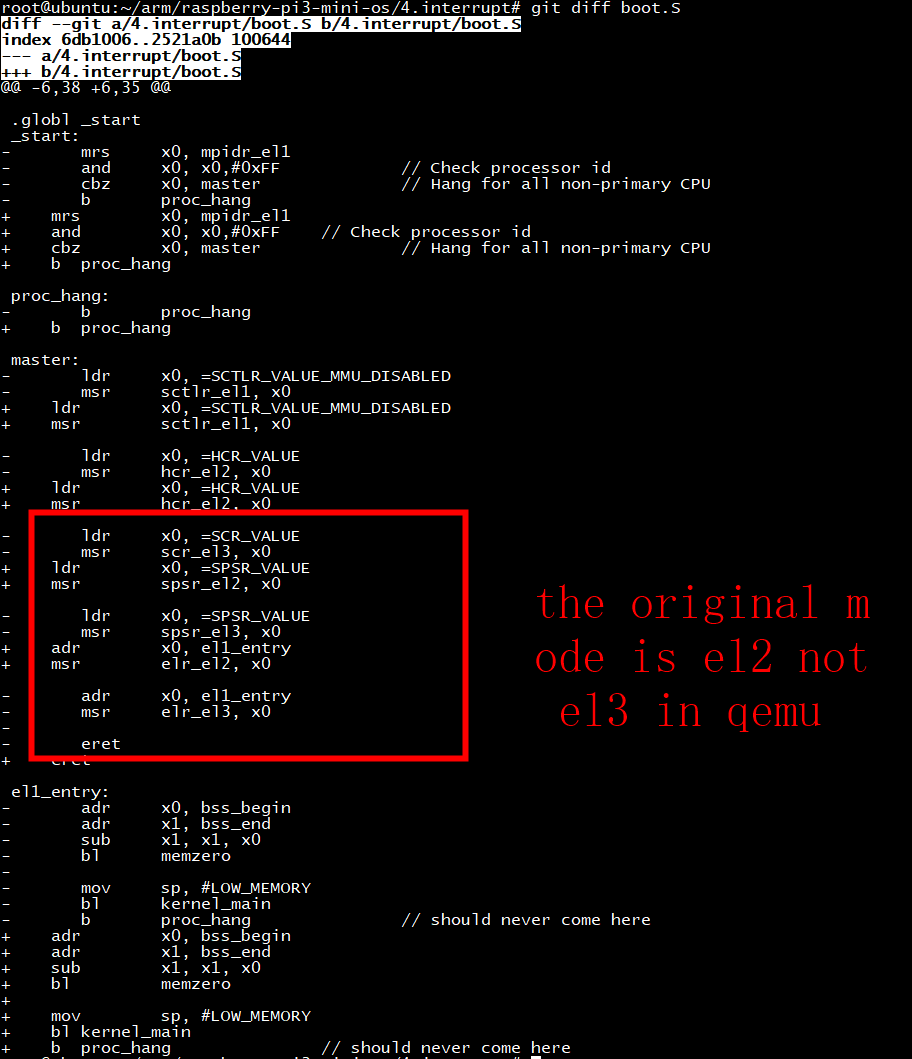 root@ubuntu:~/arm/raspberry-pi3-mini-os/4.interrupt# git diff boot.S
diff --git a/4.interrupt/boot.S b/4.interrupt/boot.S
index 6db1006..2521a0b 100644
--- a/4.interrupt/boot.S
+++ b/4.interrupt/boot.S
@@ -6,38 +6,35 @@
.globl _start
_start:
- mrs x0, mpidr_el1
- and x0, x0,#0xFF // Check processor id
- cbz x0, master // Hang for all non-primary CPU
- b proc_hang
+ mrs x0, mpidr_el1
+ and x0, x0,#0xFF // Check processor id
+ cbz x0, master // Hang for all non-primary CPU
+ b proc_hang
proc_hang:
- b proc_hang
+ b proc_hang
master:
- ldr x0, =SCTLR_VALUE_MMU_DISABLED
- msr sctlr_el1, x0
+ ldr x0, =SCTLR_VALUE_MMU_DISABLED
+ msr sctlr_el1, x0
- ldr x0, =HCR_VALUE
- msr hcr_el2, x0
+ ldr x0, =HCR_VALUE
+ msr hcr_el2, x0
- ldr x0, =SCR_VALUE
- msr scr_el3, x0
+ ldr x0, =SPSR_VALUE
+ msr spsr_el2, x0
- ldr x0, =SPSR_VALUE
- msr spsr_el3, x0
+ adr x0, el1_entry
+ msr elr_el2, x0
- adr x0, el1_entry
- msr elr_el3, x0
-
- eret
+ eret
the original m
ode is el2 not
el3 in qemu
el1_entry:
- adr x0, bss_begin
- adr x1, bss_end
- sub x1, x1, x0
- bl memzero
-
- mov sp, #LOW_MEMORY
- bl kernel_main
- b proc_hang // should never come here
+ adr x0, bss_begin
+ adr x1, bss_end
+ sub x1, x1, x0
+ bl memzero
+
+ mov sp, #LOW_MEMORY
+ bl kernel_main
+ b proc_hang // should never come here